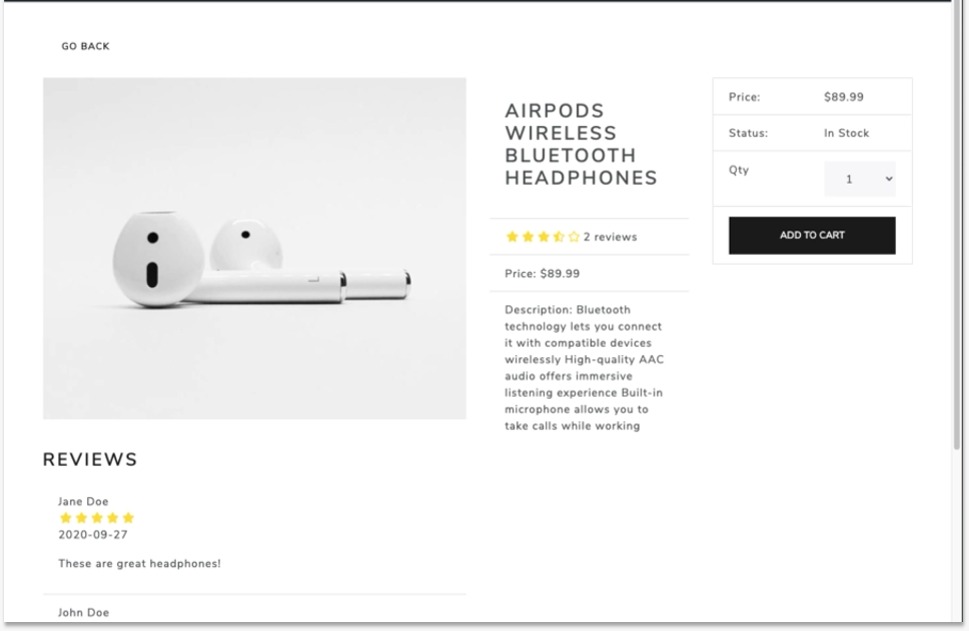 GO BACK
AIRPODS
WIRELESS
BLUETOOTH
HEADPHONES
2 reviews
Price: $89.99
Description: Bluetooth
technology lets you connect
it with compatible devices
wirelessly High-quality AAC
audio offers immersive
listening experience Built-in
microphone allows you to
take calls while working
Price: $89.99
Status: In Stock
Qty 1
ADD TO CART
REVIEWS
Jane Doe
2020-09-27
These are great headphones!
John Doe